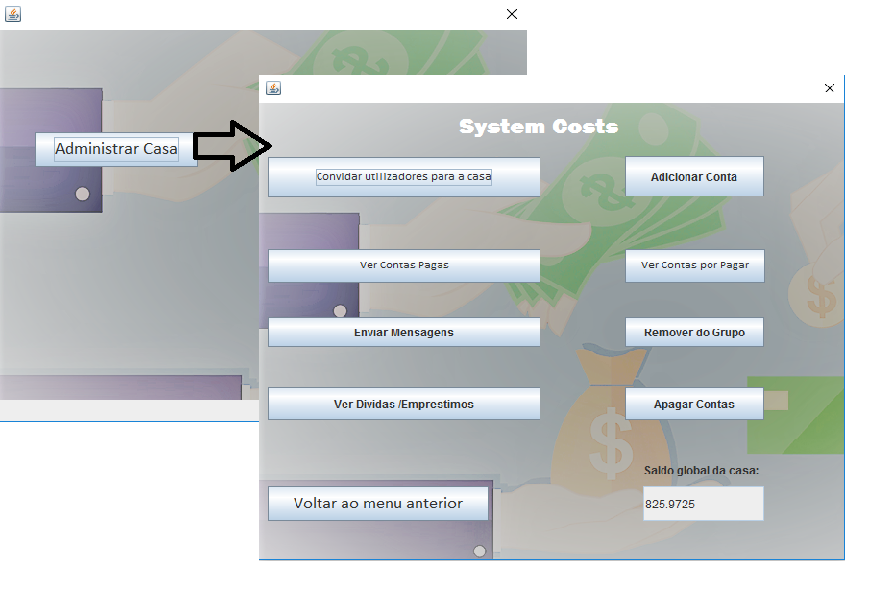 Administrar Casa
System Costs
Convidar utilizadores para a casa
Adicionar Conta
Ver Contas Pagas
Ver Contas por Pagar
Enviar Mensagens
Remover do Grupo
Ver Dividas /Emprestimos
Apagar Contas
Saldo global da casa:
Voltar ao menu anterior
825.9725